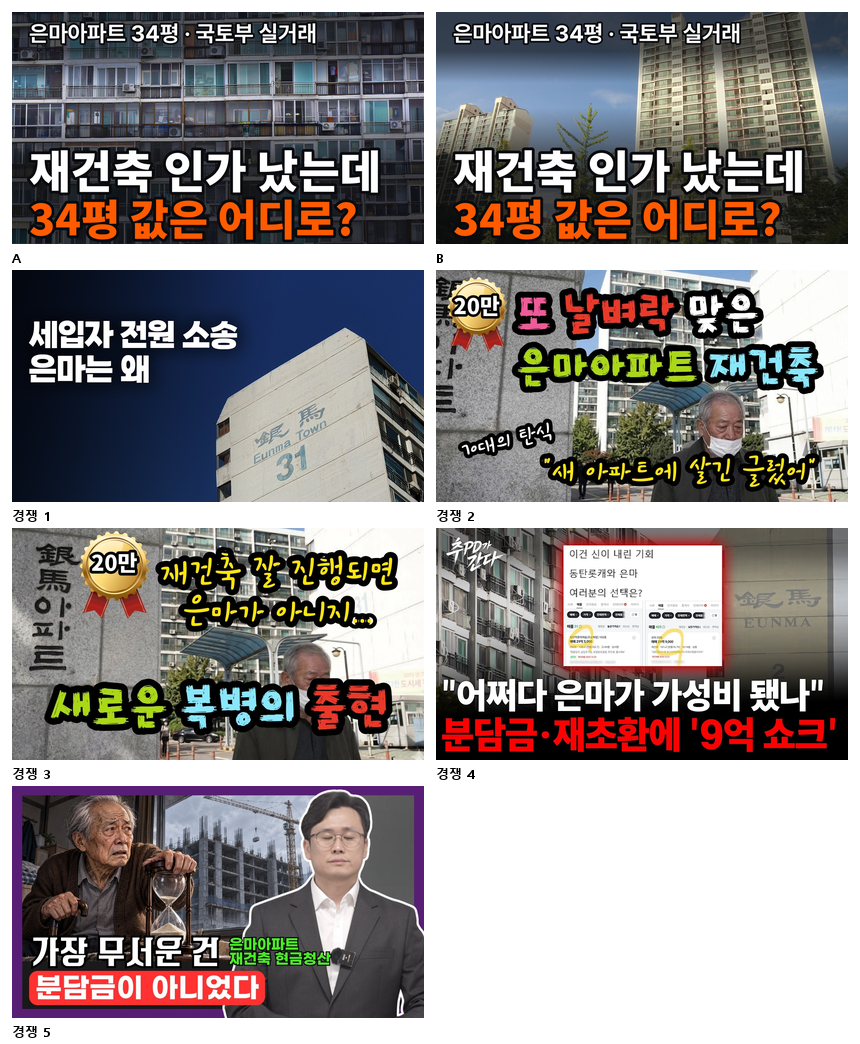 은마아파트 34평 · 국토부 실거래
재건축 인가 났는데
34평 값은 어디로?
A
은마아파트 34평 · 국토부 실거래
재건축 인가 났는데
34평 값은 어디로?
B
세입자 전원 소송
은마는 왜
銀馬
Eunma Town
31
경쟁 1
20만
또 날벼락 맞은
은마아파트 재건축
70대의 탄식
"새 아파트에 살긴 글렀어"
경쟁 2
銀馬아파트
20만
재건축 잘 진행되면
은마가 아니지...
새로운 복병의 출현
경쟁 3
추PD가
간다
이건 신이 내린 기회
동탄롯캐와 은마
여러분의 선택은?
銀馬
EUNMA
2
"어쩌다 은마가 가성비 됐나"
분담금·재초환에 '9억 쇼크'
경쟁 4
가장 무서운 건
은마아파트
재건축 현금청산
분담금이 아니었다
경쟁 5